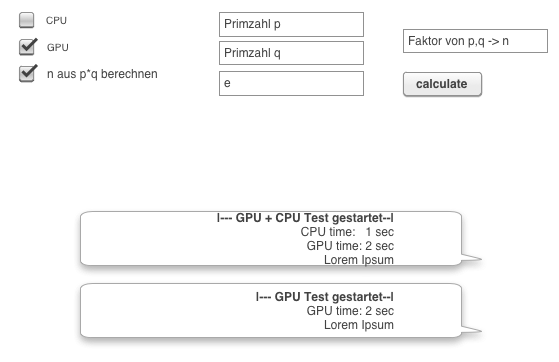 CPU
GPU
n aus p*q berechnen
Primzahl p
Primzahl q
e
Faktor von p,q -> n
calculate
I--- GPU + CPU Test gestartet--I
CPU time: 1 sec
GPU time: 2 sec
Lorem Ipsum
I--- GPU Test gestartet--I
GPU time: 2 sec
Lorem Ipsum